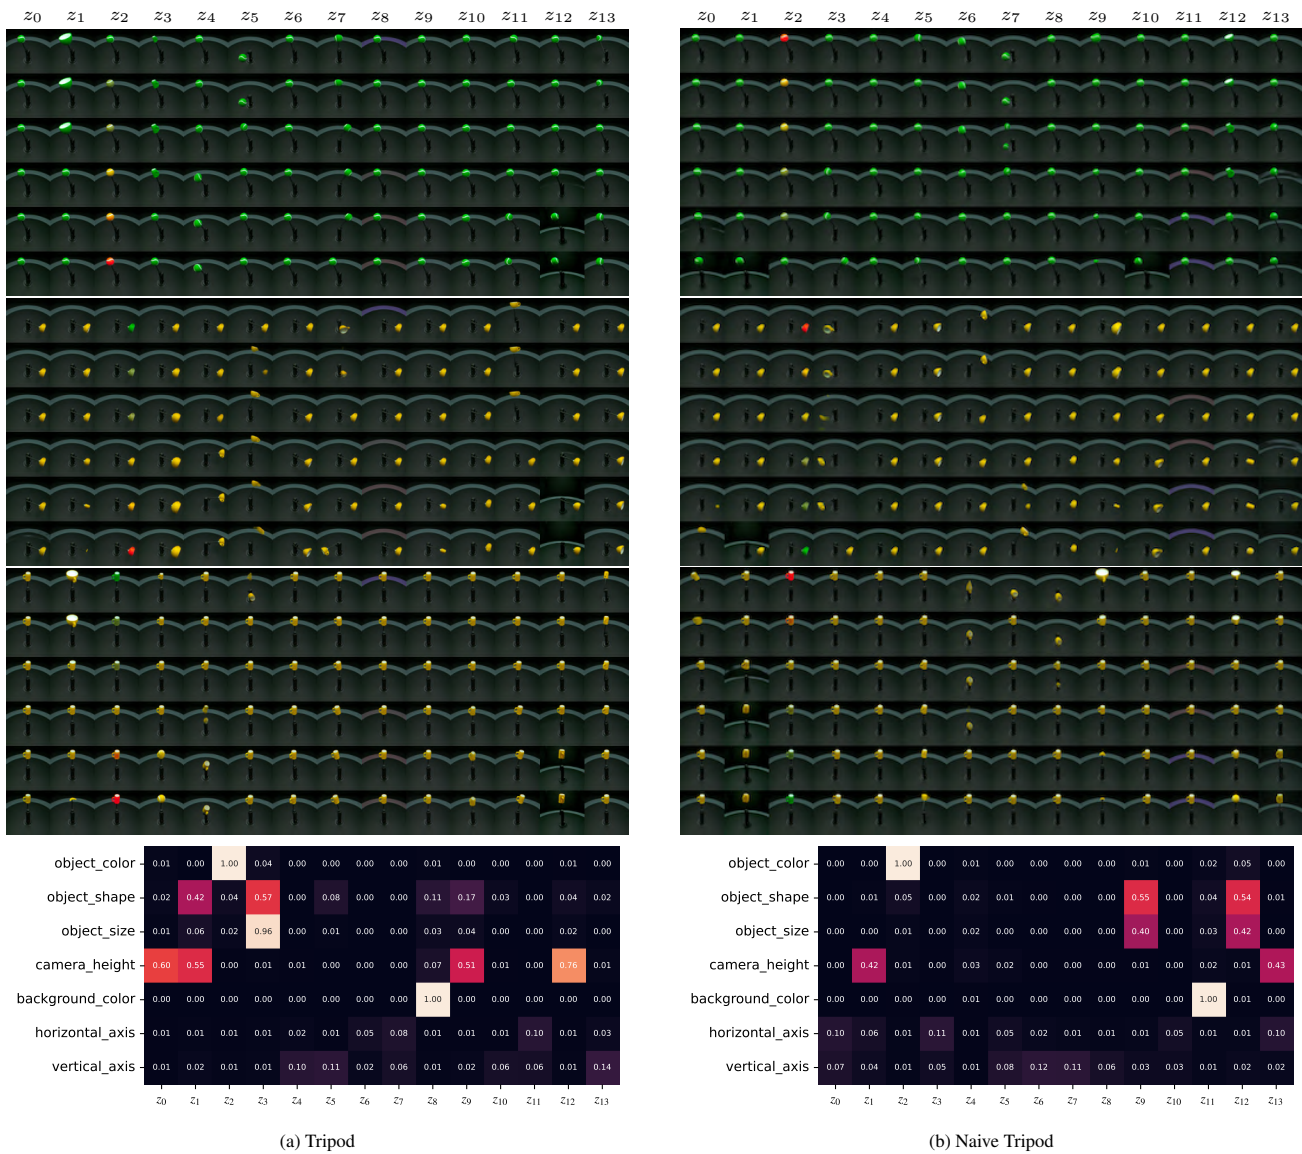 z0 z1 z2 z3 z4 z5 z6 z7 z8 z9 z10 z11 z12 z13
z0 z1 z2 z3 z4 z5 z6 z7 z8 z9 z10 z11 z12 z13
object_color 0.01 0.00 1.00 0.04 0.00 0.00 0.00 0.00 0.01 0.00 0.00 0.00 0.01 0.00
object_shape 0.02 0.42 0.04 0.57 0.00 0.08 0.00 0.00 0.11 0.17 0.03 0.00 0.04 0.02
object_size 0.01 0.06 0.02 0.96 0.00 0.01 0.00 0.00 0.03 0.04 0.00 0.00 0.02 0.00
camera_height 0.60 0.55 0.00 0.01 0.01 0.00 0.00 0.00 0.07 0.51 0.00 0.00 0.76 0.01
background_color 0.00 0.00 0.00 0.00 0.00 0.00 0.00 0.00 1.00 0.00 0.00 0.00 0.00 0.00
horizontal_axis 0.01 0.01 0.01 0.01 0.02 0.01 0.05 0.08 0.01 0.01 0.01 0.10 0.01 0.03
vertical_axis 0.01 0.02 0.01 0.01 0.10 0.11 0.02 0.06 0.01 0.02 0.06 0.06 0.01 0.14
z0 z1 z2 z3 z4 z5 z6 z7 z8 z9 z10 z11 z12 z13
(a) Tripod
object_color 0.00 0.00 1.00 0.00 0.01 0.00 0.00 0.00 0.00 0.01 0.00 0.02 0.05 0.00
object_shape 0.00 0.01 0.05 0.00 0.02 0.01 0.00 0.00 0.00 0.55 0.00 0.04 0.54 0.01
object_size 0.00 0.00 0.02 0.00 0.01 0.00 0.00 0.00 0.00 0.40 0.00 0.03 0.42 0.00
camera_height 0.00 0.42 0.01 0.00 0.03 0.02 0.00 0.00 0.00 0.01 0.00 0.02 0.01 0.43
background_color 0.00 0.00 0.01 0.00 0.00 0.00 0.00 0.00 0.00 0.00 0.00 1.00 0.01 0.00
horizontal_axis 0.10 0.06 0.01 0.11 0.01 0.05 0.02 0.01 0.01 0.01 0.05 0.01 0.01 0.10
vertical_axis 0.07 0.04 0.01 0.05 0.01 0.08 0.12 0.11 0.06 0.03 0.03 0.01 0.02 0.02
z0 z1 z2 z3 z4 z5 z6 z7 z8 z9 z10 z11 z12 z13
(b) Naive Tripod